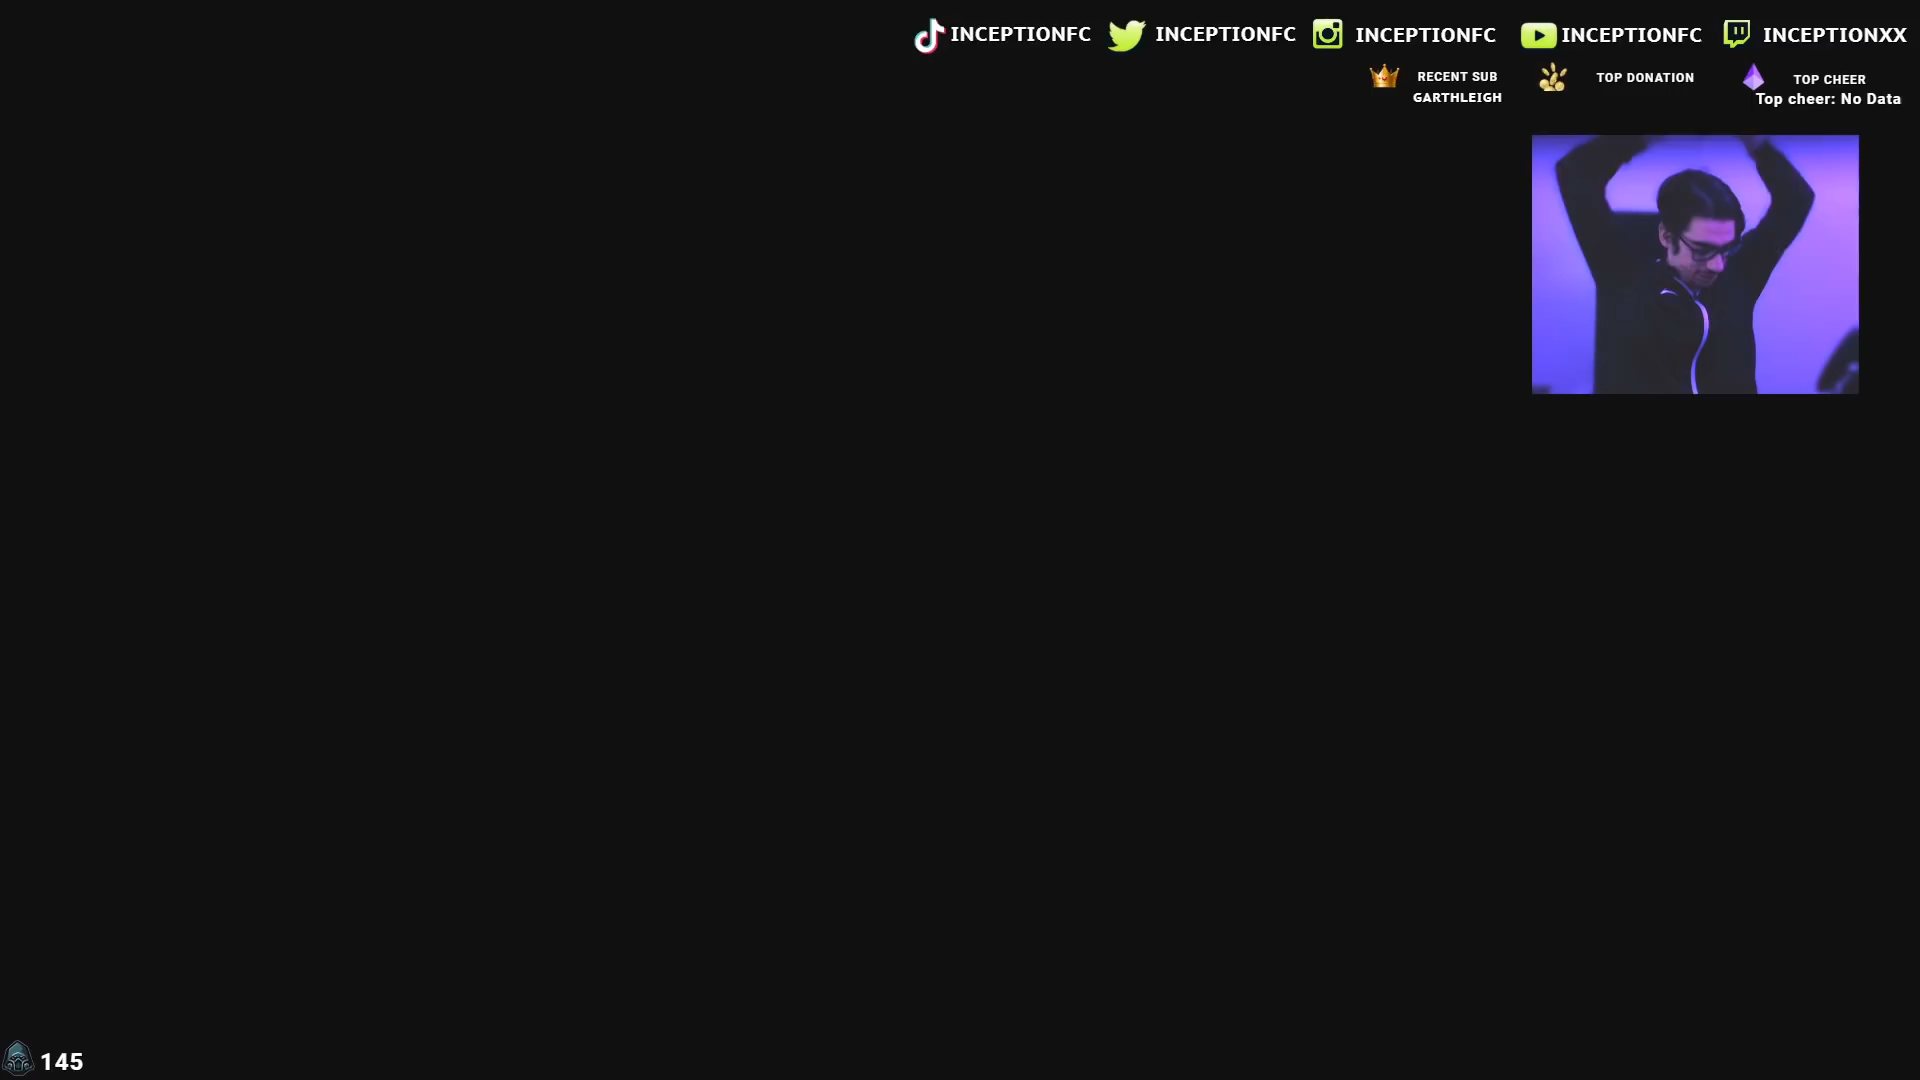 INCEPTIONFC INCEPTIONFC INCEPTIONFC INCEPTIONFC INCEPTIONXX
RECENT SUB TOP DONATION TOP CHEER
GARTHLEIGH Top cheer: No Data
145